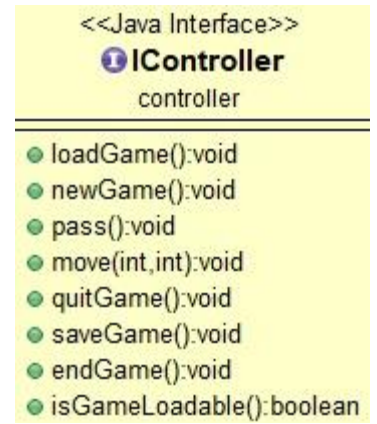 <<Java Interface>>
IController
controller
loadGame():void
newGame():void
pass():void
move(int,int):void
quitGame():void
saveGame():void
endGame():void
isGameLoadable():boolean